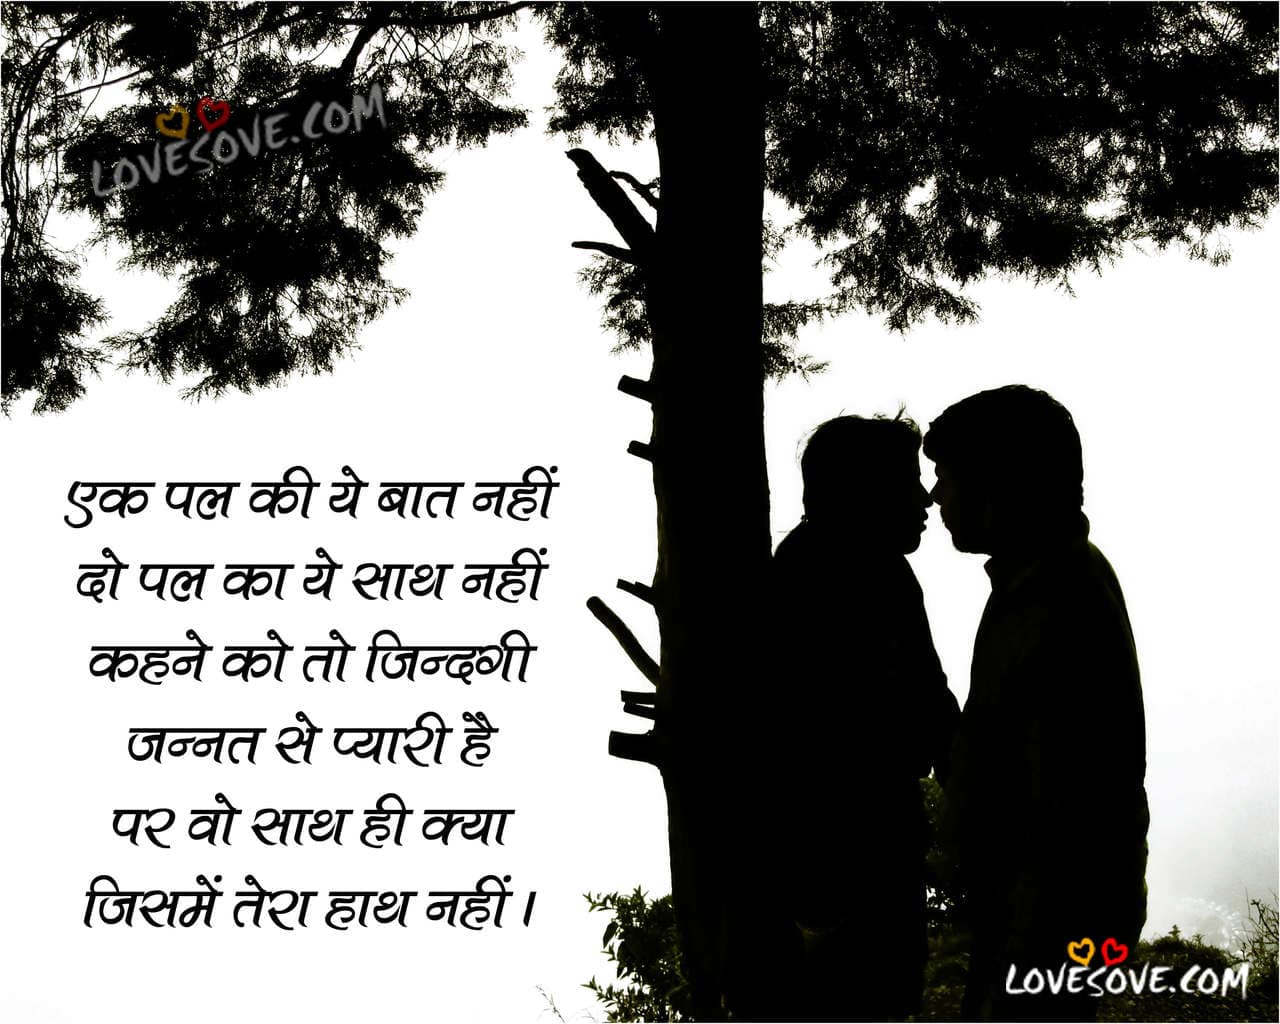 LOVESOVE.COM
एक पल की ये बात नहीं
दो पल का ये साथ नहीं
कहने को तो जिन्दगी
जन्नत से प्यारी है
पर वो साथ ही क्या
जिसमें तेरा हाथ नहीं।
LOVESOVE.COM